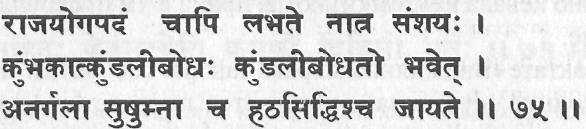 राजयोगपदं चापि लभते नात्र संशयः ।
कुंभकात्कुंडलीबोधः कुंडलीबोधतो भवेत् ।
अनर्गला सुषुम्ना च हठसिद्धिश्च जायते ॥ ७५ ॥